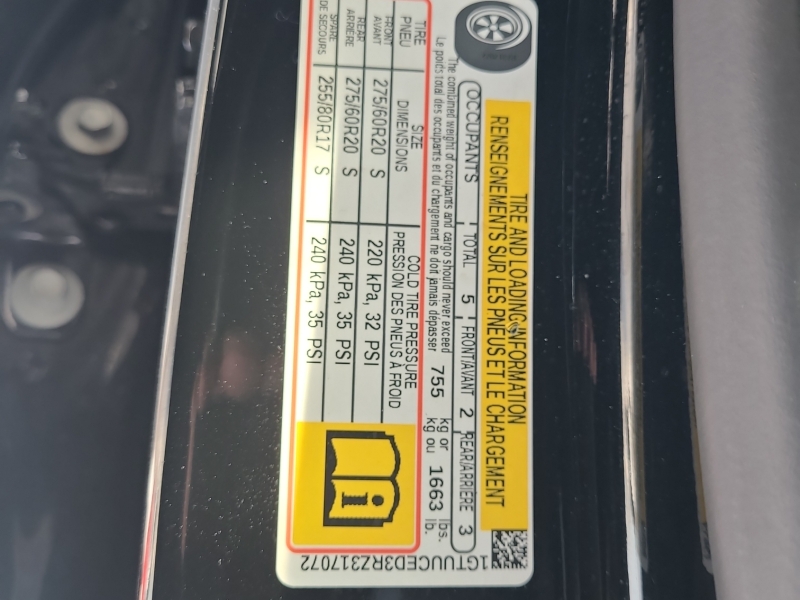 TIRE AND LOADING INFORMATION
RENSEIGNEMENTS SUR LES PNEUS ET LE CHARGEMENT
OCCUPANTS TOTAL 5 FRONT/AVANT 2 REAR/ARRIÈRE 3
The combined weight of occupants and cargo should never exceed 755 kg or 1663 lbs.
Le poids total des occupants et du chargement ne doit jamais dépasser kg ou lb.
TIRE SIZE COLD TIRE PRESSURE
PNEU DIMENSIONS PRESSION DES PNEUS À FROID
FRONT
AVANT 275/60R20 S 220 kPa, 32 PSI
REAR
ARRIÈRE 275/60R20 S 240 kPa, 35 PSI
SPARE
DE SECOURS 255/80R17 S 240 kPa, 35 PSI
i
1GTUUCED3RZ317072